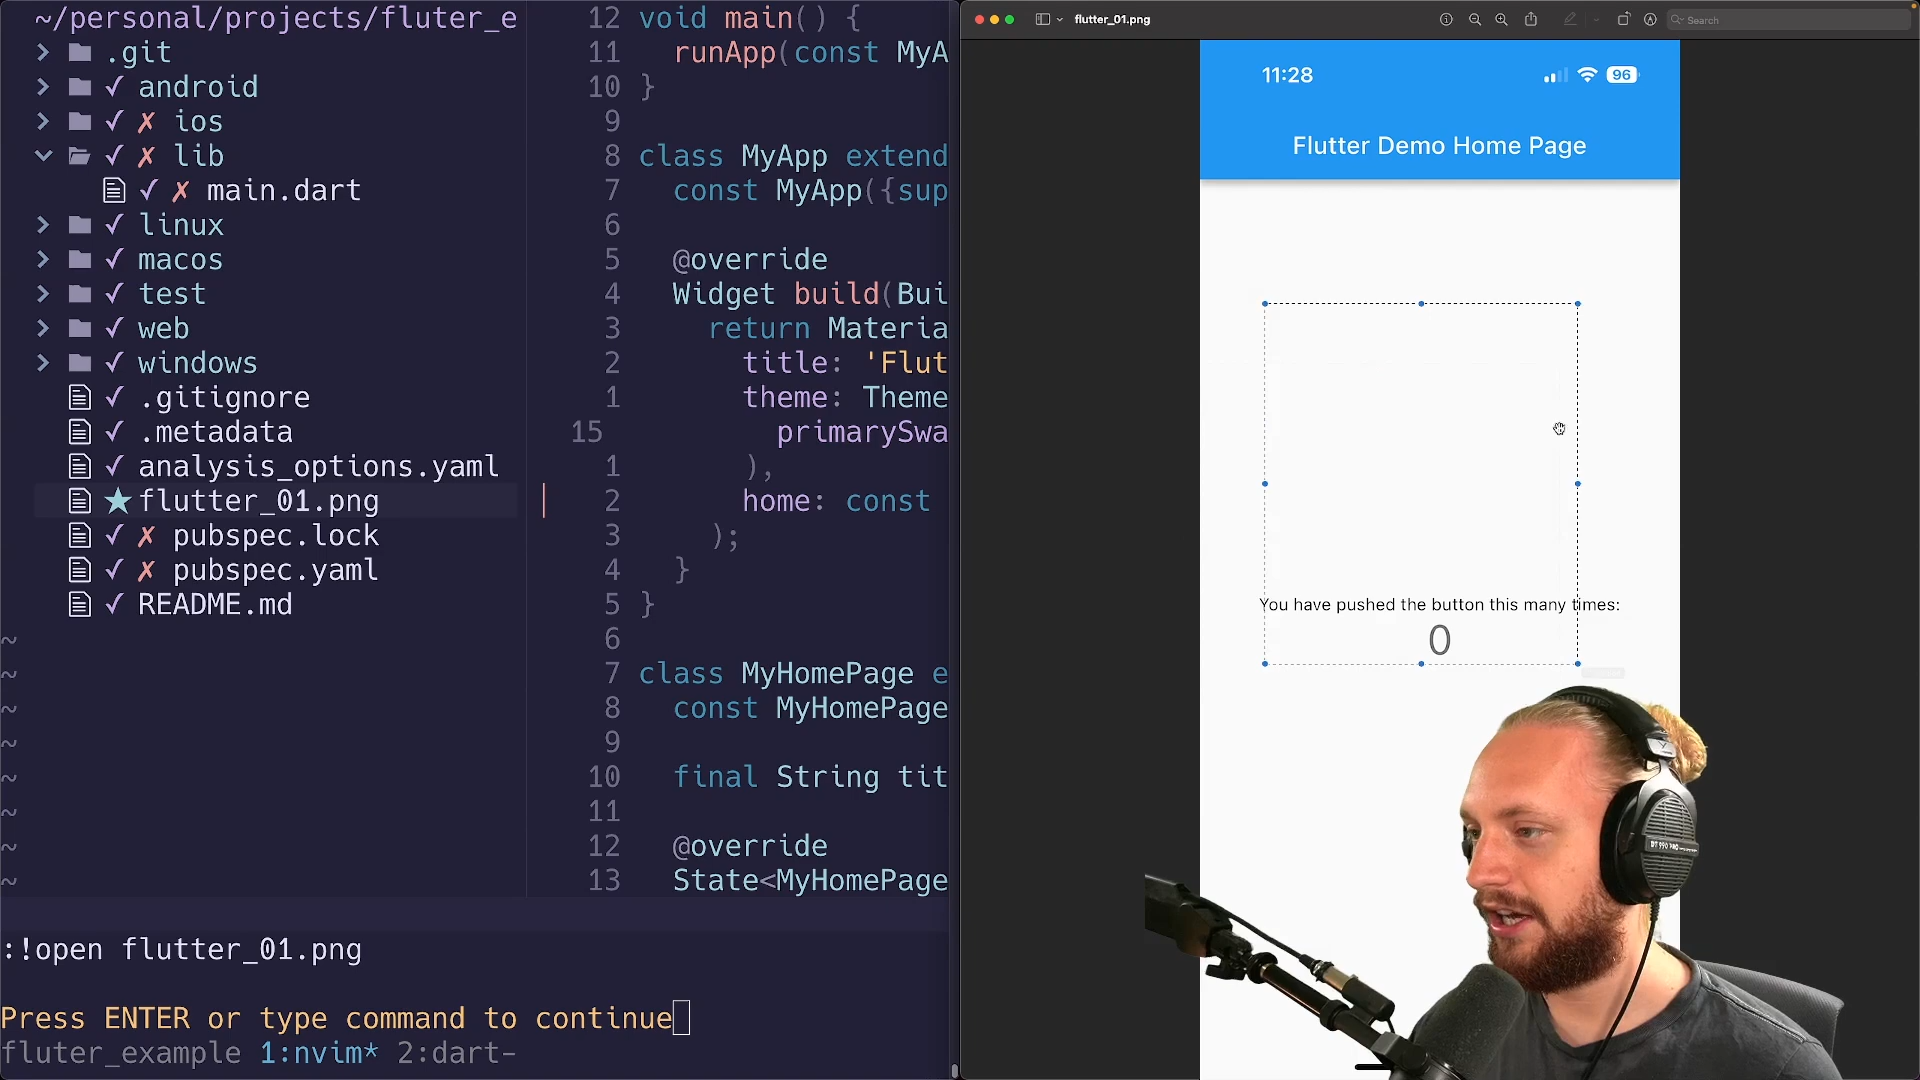 ~/personal/projects/fluter_e
.git
android
ios
lib
main.dart
linux
macos
test
web
windows
.gitignore
.metadata
analysis_options.yaml
flutter_01.png
pubspec.lock
pubspec.yaml
README.md
~
~
~
~
~
~
~
~
12 void main() {
11 runApp(const MyA
10 }
9
8 class MyApp extend
7 const MyApp({sup
6
5 @override
4 Widget build(Bui
3 return Materia
2 title: 'Flut
1 theme: Theme
15 primarySwa
1 ),
2 home: const
3 );
4 }
5 }
6
7 class MyHomePage e
8 const MyHomePage
9
10 final String tit
11
12 @override
13 State<MyHomePage
:!open flutter_01.png
Press ENTER or type command to continue
fluter_example 1:nvim* 2:dart-
flutter_01.png
Search
11:28
96
Flutter Demo Home Page
You have pushed the button this many times:
0
DT 990 PRO